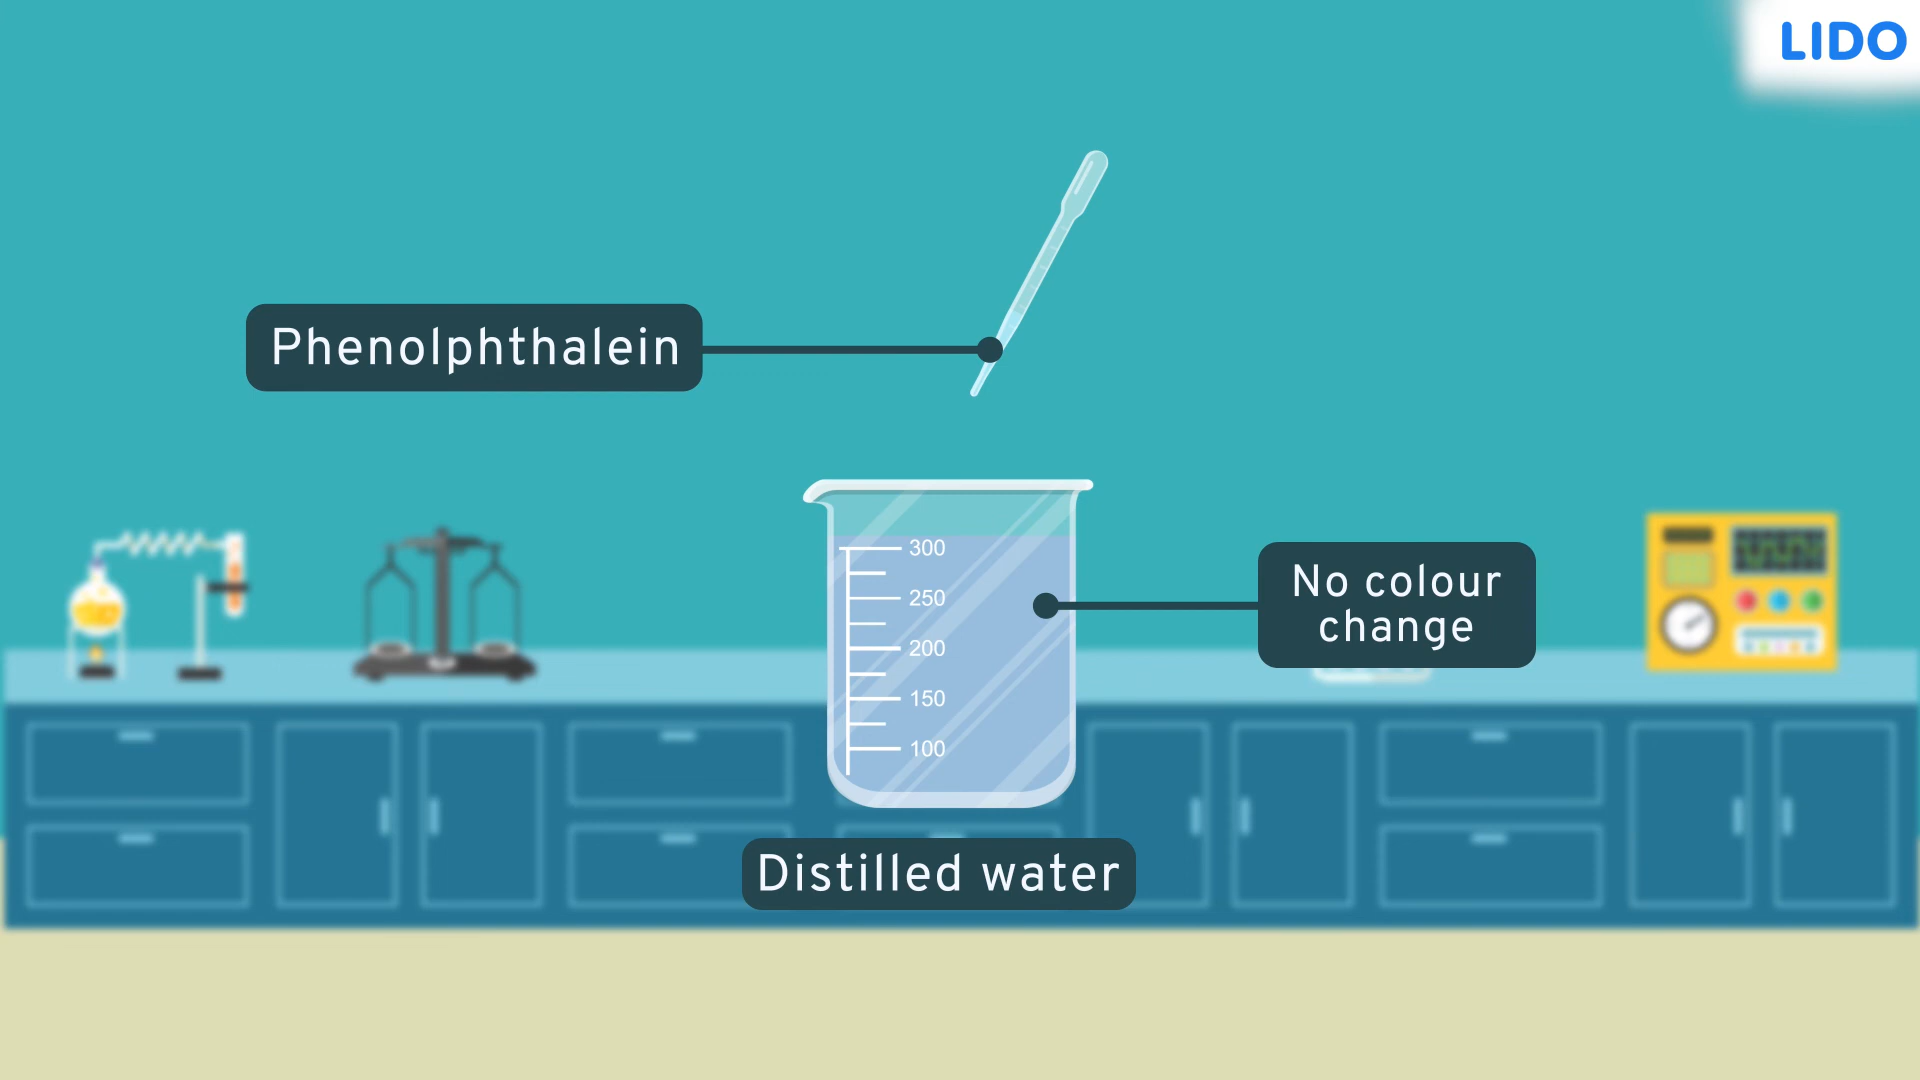 LIDO
Phenolphthalein
300
250
200
150
100
No colour
change
Distilled water